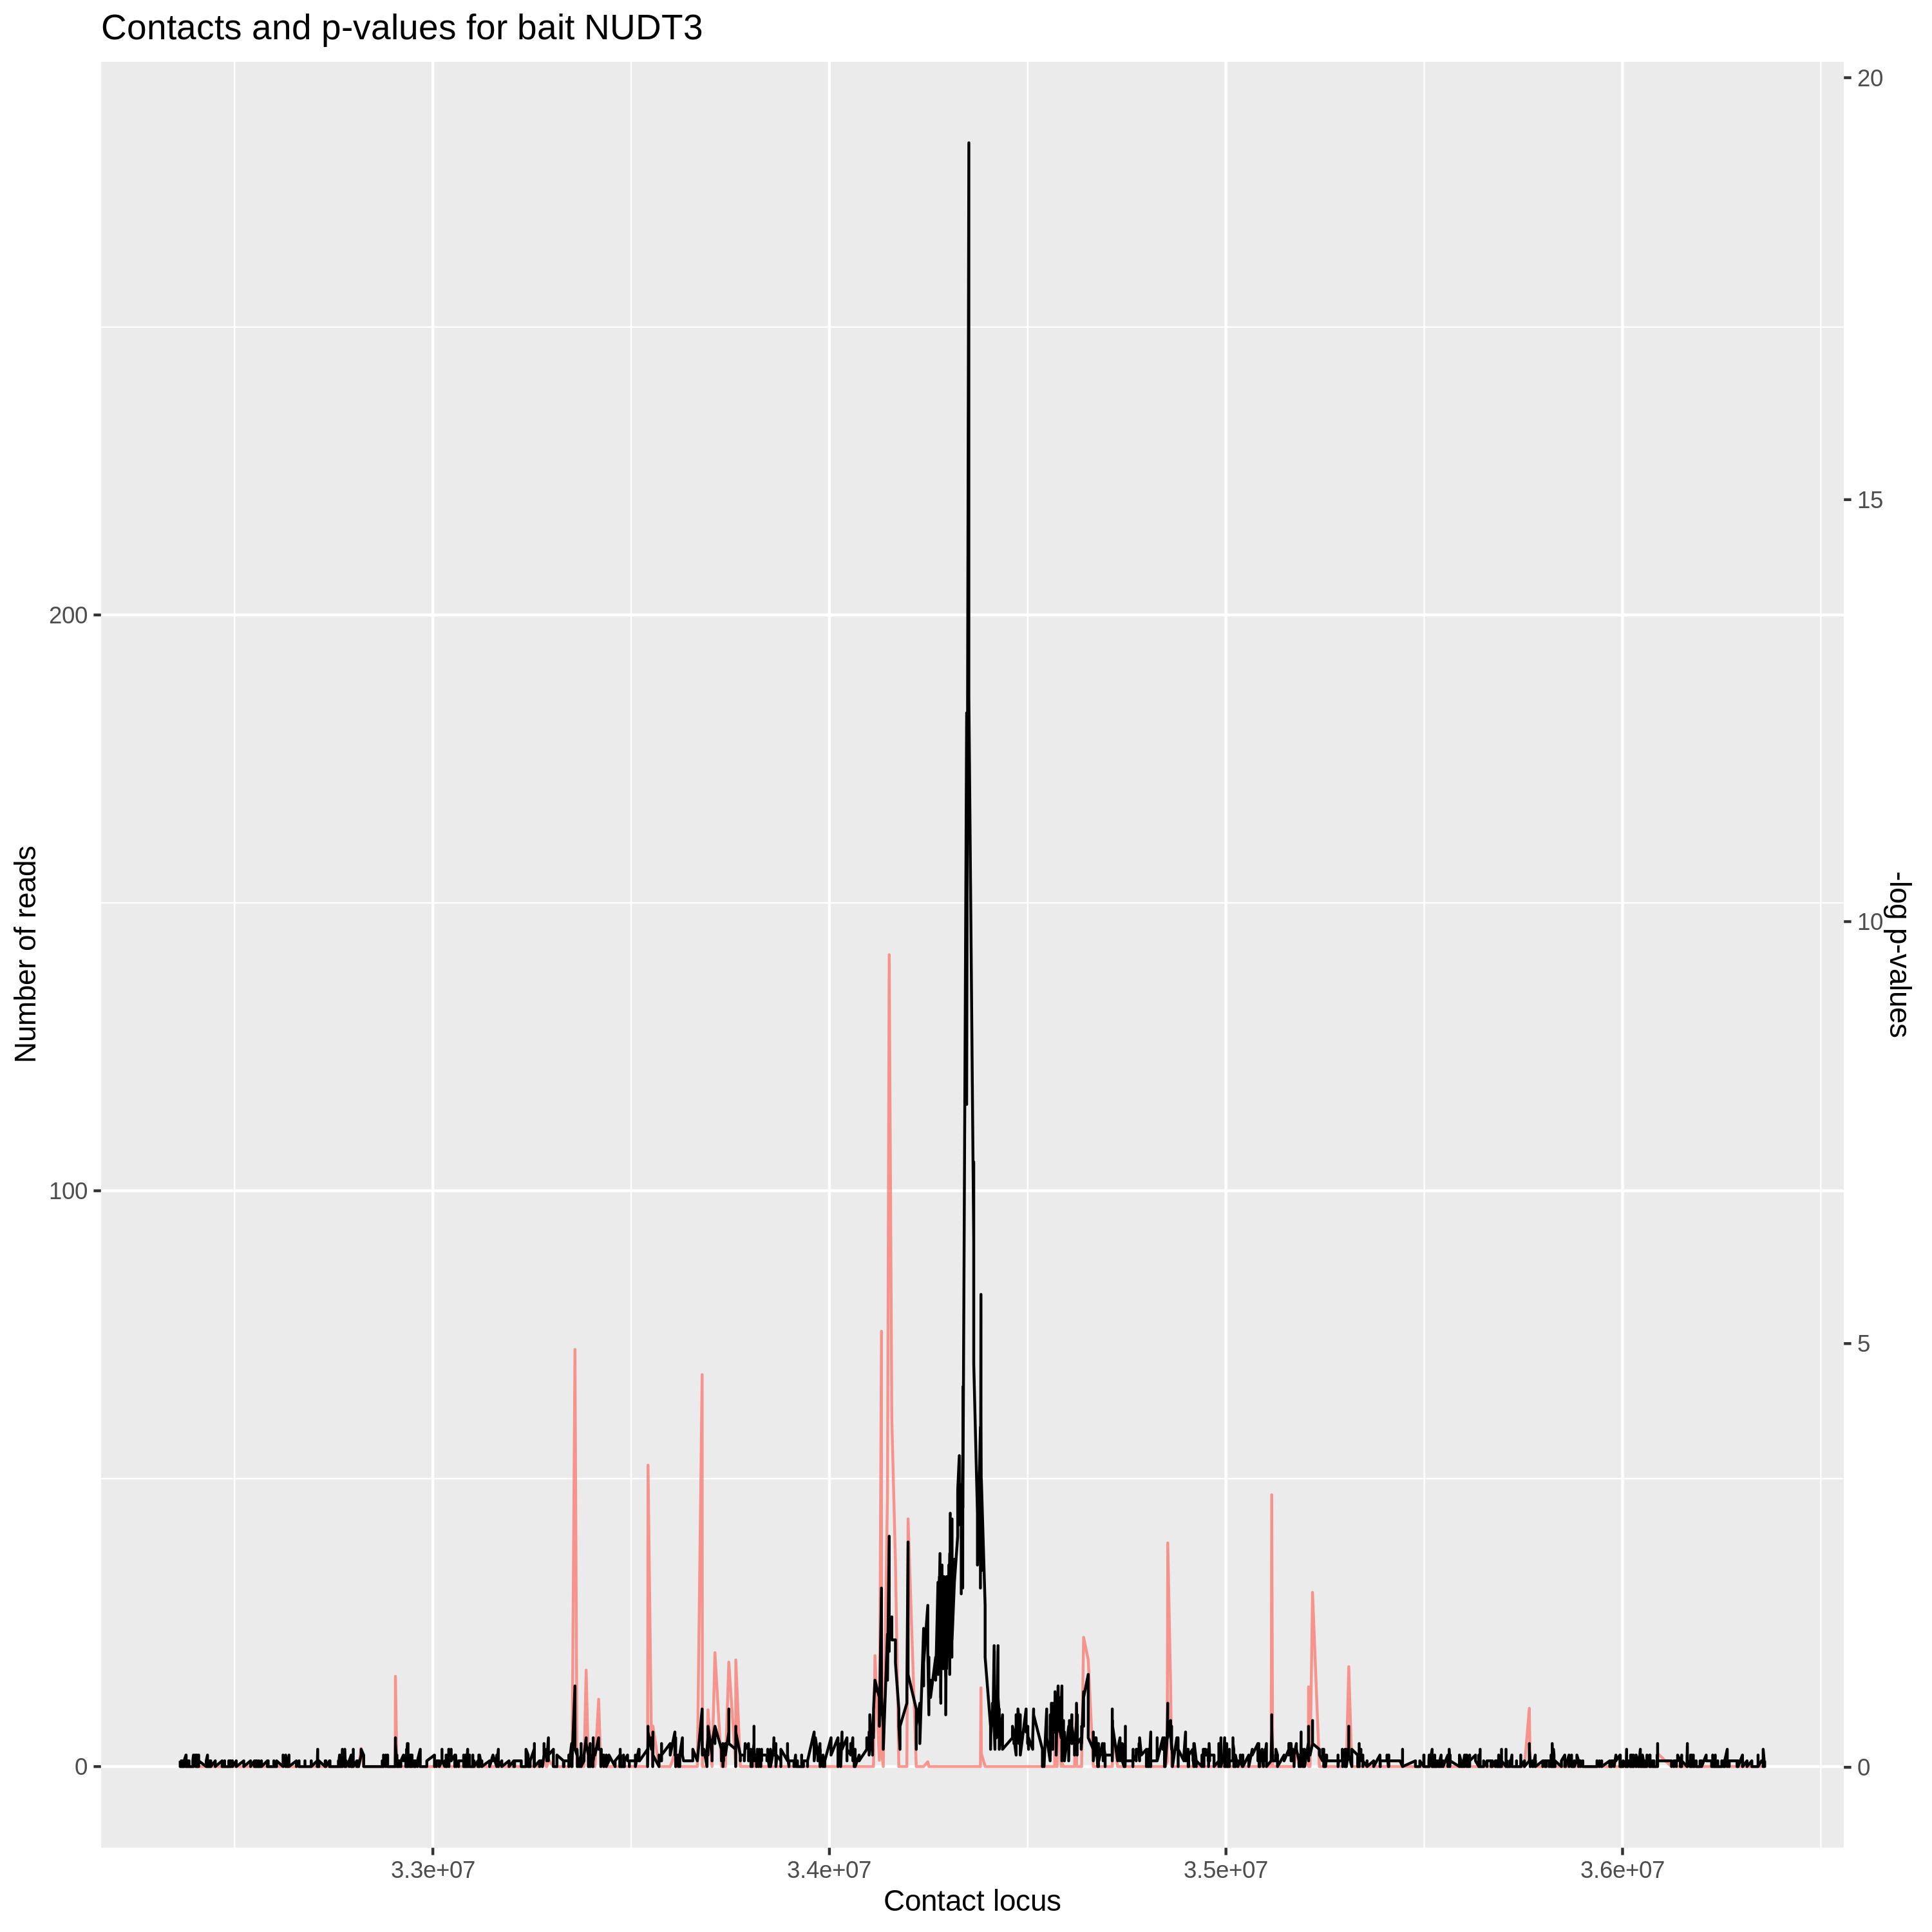 Contacts and p-values for bait NUDT3
Number of reads
200
100
0
20
15
10
5
0
-log p-values
3.3e+07
3.4e+07
3.5e+07
3.6e+07
Contact locus